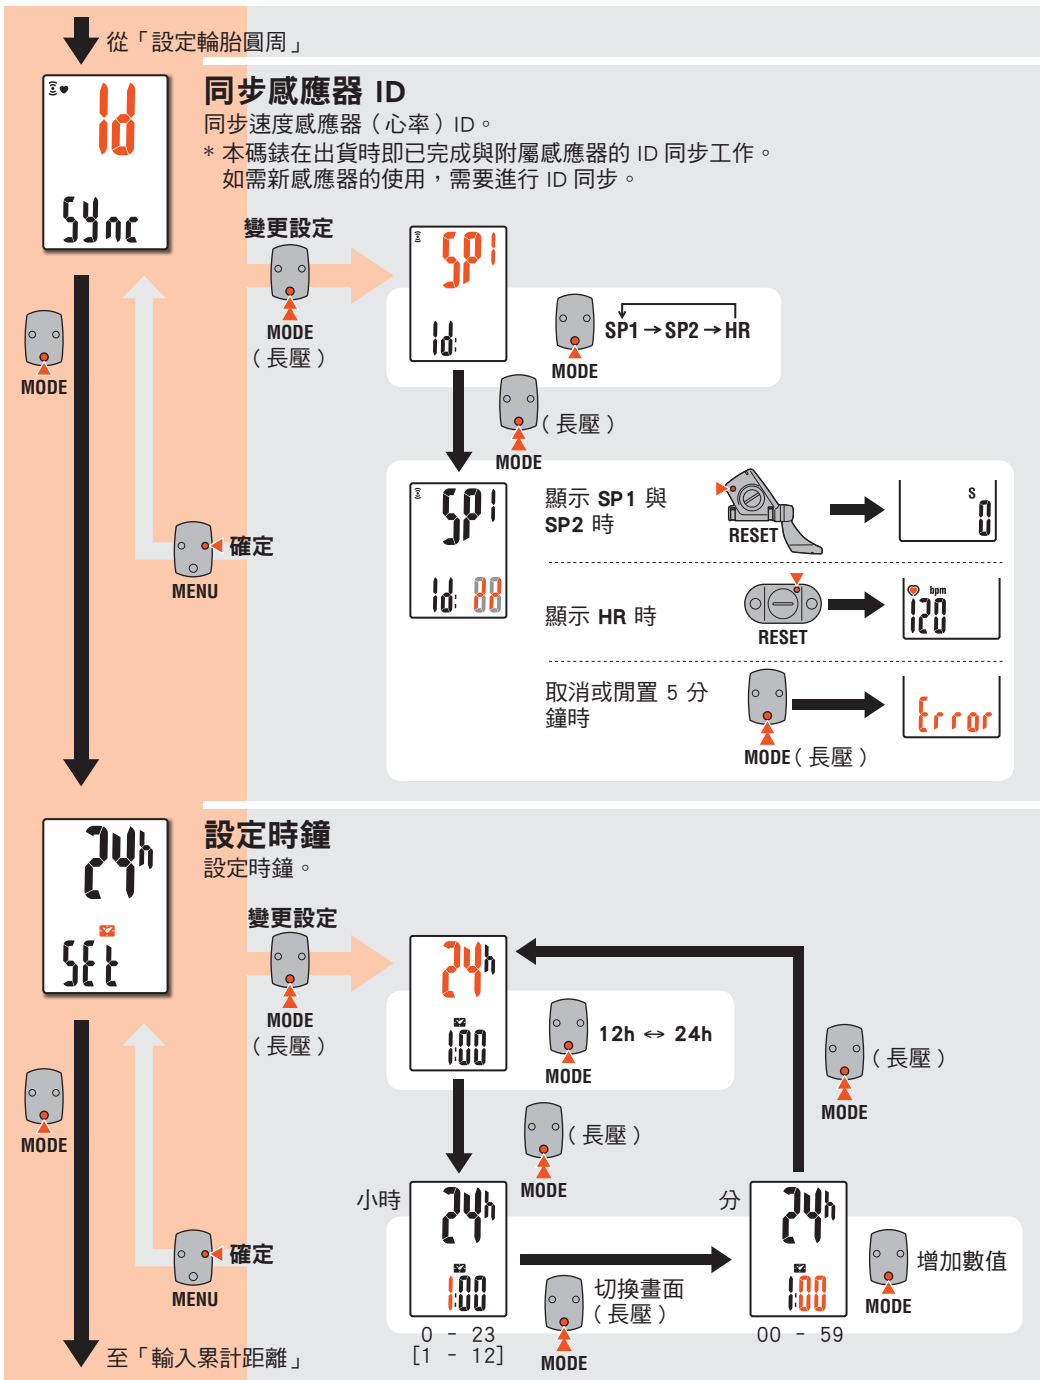 從「設定輪胎圓周」
Id
SYnc
同步感應器 ID
同步速度感應器（心率）ID。
* 本碼錶在出貨時即已完成與附屬感應器的 ID 同步工作。
如需新感應器的使用，需要進行 ID 同步。
變更設定
MODE
（長壓）
SP1
Id:
MODE
SP1 → SP2 → HR
MODE
（長壓）
MODE
SP1
Id:
顯示 SP1 與
SP2 時
RESET
S
0
顯示 HR 時
RESET
bpm
120
取消或閒置 5 分
鐘時
MODE（長壓）
Error
確定
MENU
24h
SEt
設定時鐘
設定時鐘。
變更設定
MODE
（長壓）
24h
1:00
MODE
12h ↔ 24h
（長壓）
MODE
（長壓）
MODE
MODE
小時
24h
1:00
0 - 23
[1 - 12]
切換畫面
（長壓）
MODE
分
24h
1:00
00 - 59
增加數值
MODE
確定
MENU
至「輸入累計距離」